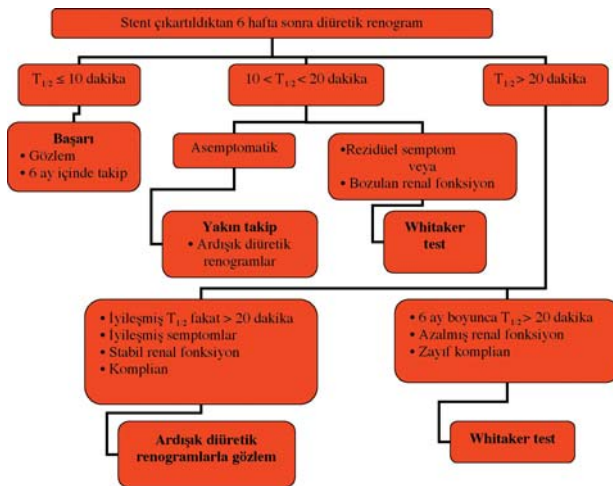 Stent çıkartıldıktan 6 hafta sonra diüretik renogram
T1/2 ≤ 10 dakika
10 < T1/2 < 20 dakika
T1/2 > 20 dakika
Başarı
• Gözlem
• 6 ay içinde takip
Asemptomatik
•Rezidüel semptom
veya
• Bozulan renal fonksiyon
Yakın takip
• Ardışık diüretik
renogramlar
Whitaker
test
• İyileşmiş T1/2 fakat > 20 dakika
• İyileşmiş semptomlar
• Stabil renal fonksiyon
• Komplian
• 6 ay boyunca T1/2 > 20 dakika
• Azalmış renal fonksiyon
• Zayıf komplian
Ardışık diüretik
renogramlarla gözlem
Whitaker test